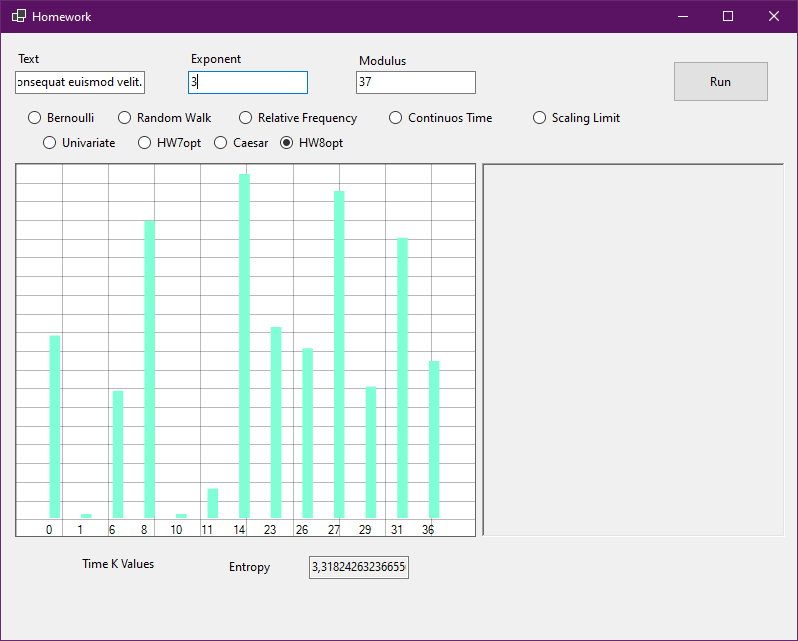 Homework
Text Exponent Modulus
onsequat euismod velit. 3 37 Run
Bernoulli Random Walk Relative Frequency Continuos Time Scaling Limit
Univariate HW7opt Caesar HW8opt
0 1 6 8 10 11 14 23 26 27 29 31 36
Time K Values Entropy 3,3182426323665